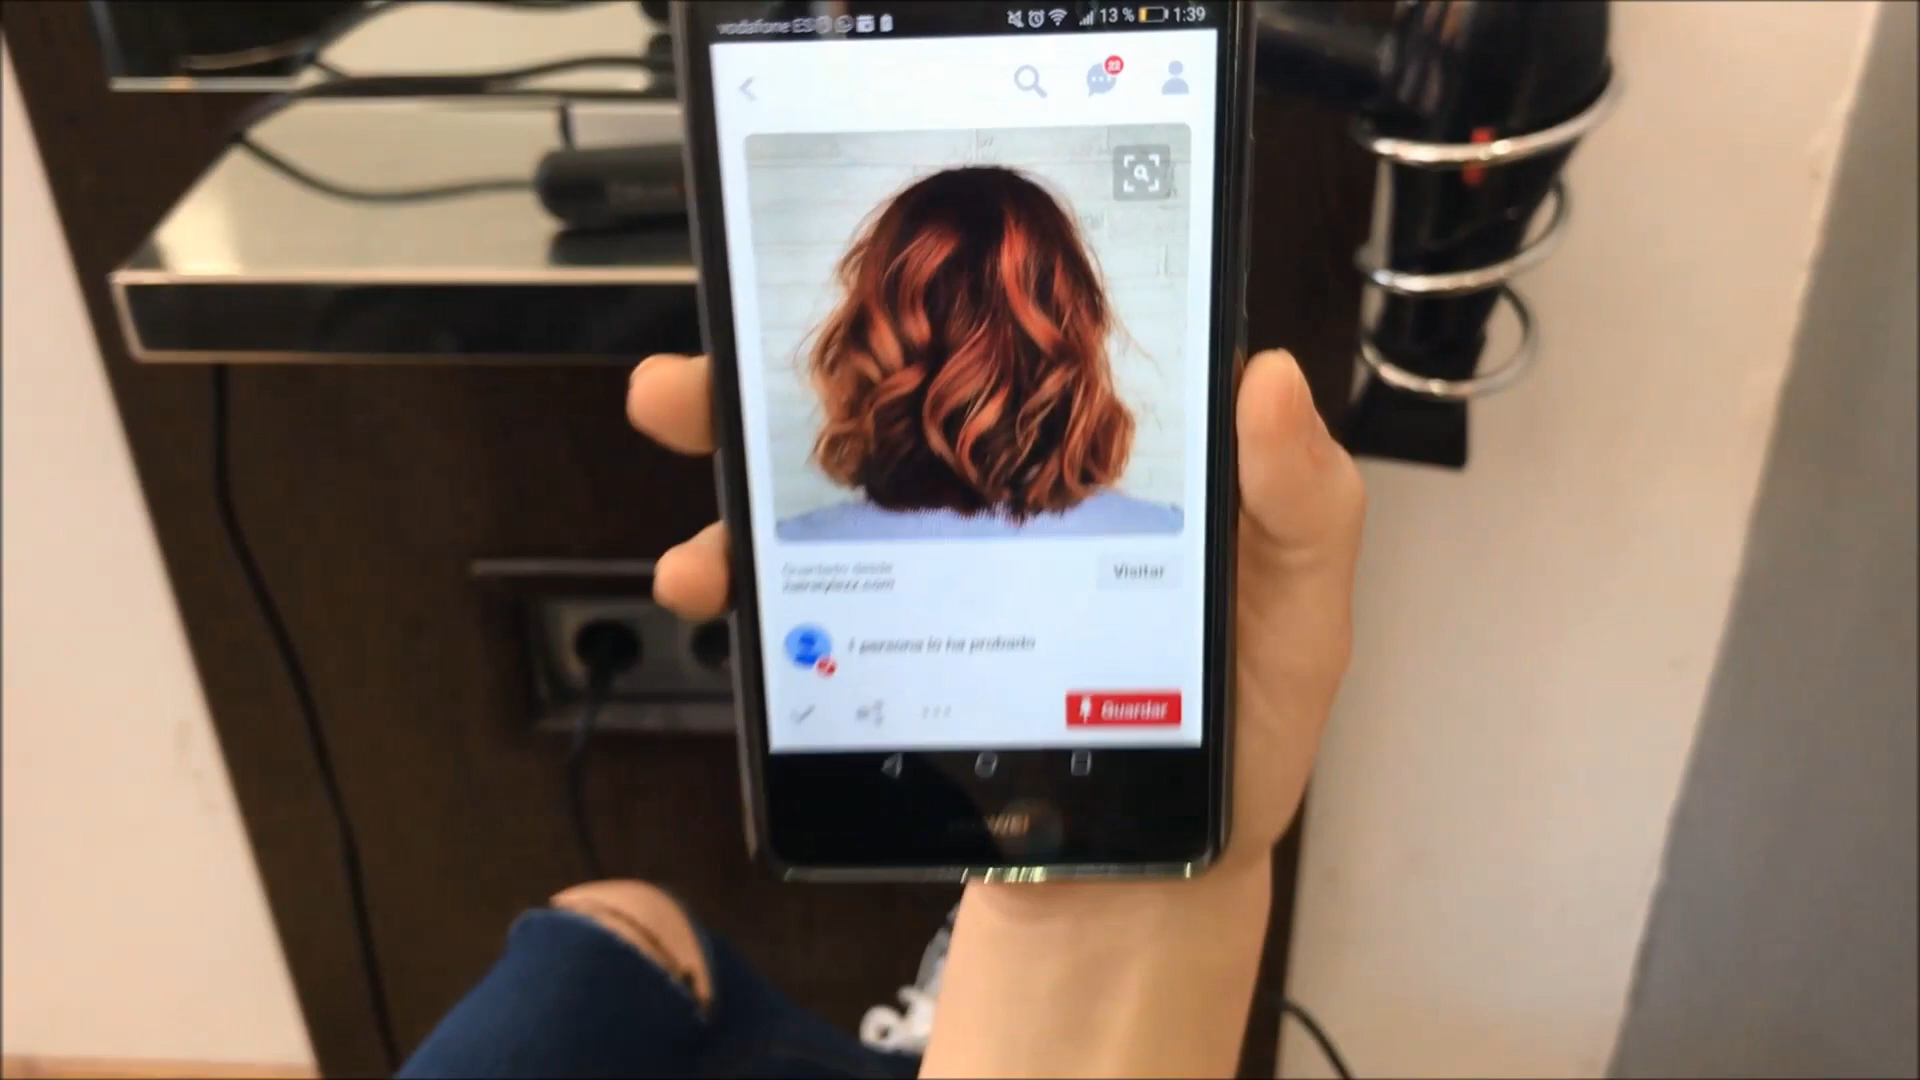 vodafone ES 13 % 1:39
22
Guardado desde
Visitar
1 persona lo ha probado
Guardar